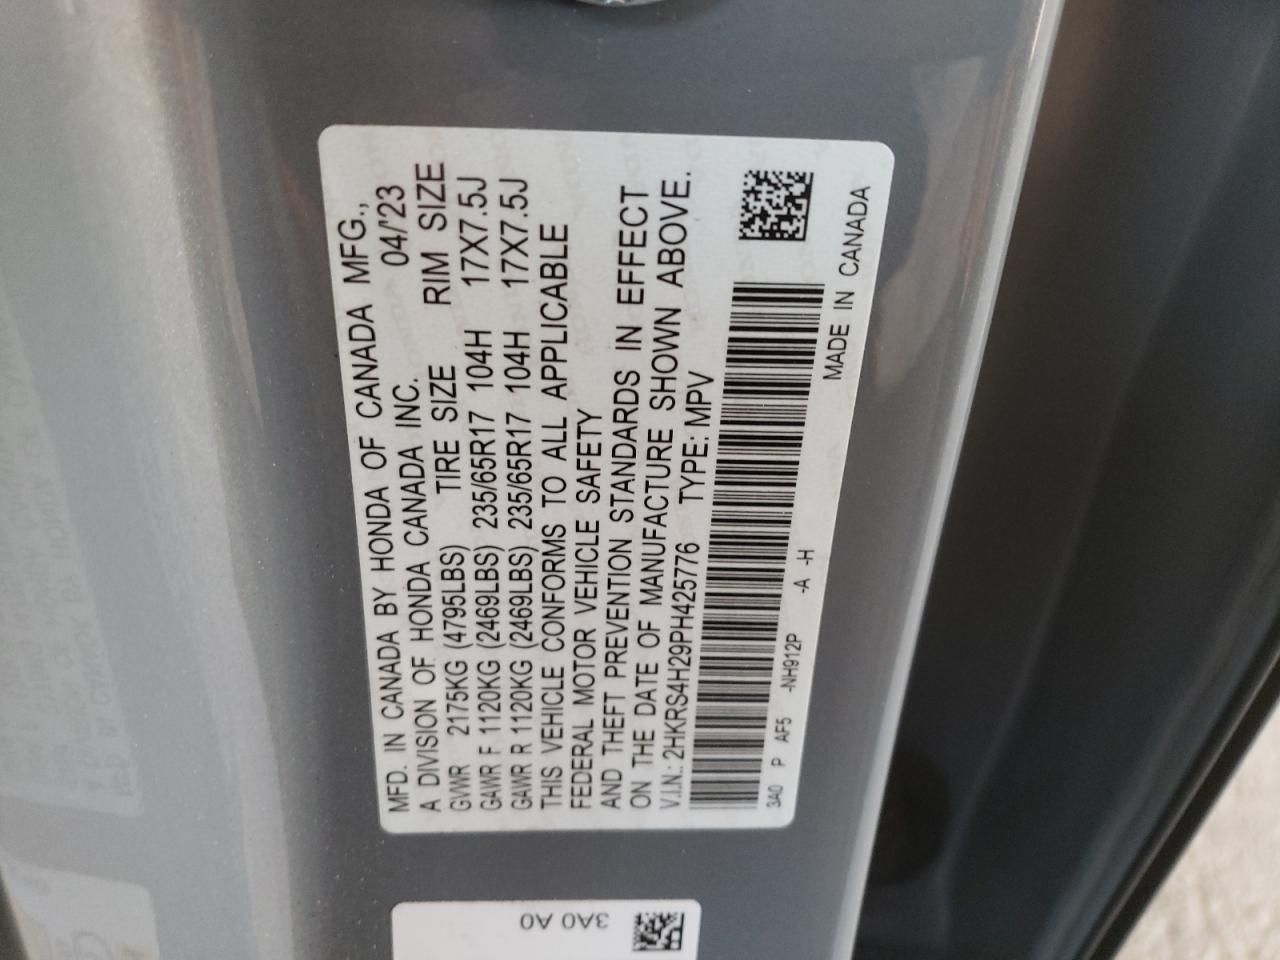 MFD. IN CANADA BY HONDA OF CANADA MFG.,
A DIVISION OF HONDA CANADA INC. 04/'23
GVWR 2175KG (4795LBS) TIRE SIZE RIM SIZE
GAWR F 1120KG (2469LBS) 235/65R17 104H 17X7.5J
GAWR R 1120KG (2469LBS) 235/65R17 104H 17X7.5J
THIS VEHICLE CONFORMS TO ALL APPLICABLE
FEDERAL MOTOR VEHICLE SAFETY
AND THEFT PREVENTION STANDARDS IN EFFECT
ON THE DATE OF MANUFACTURE SHOWN ABOVE.
V.I.N.: 2HKRS4H29PH425776 TYPE: MPV
3A0 P AF5 -NH912P -A -H
MADE IN CANADA
3A0 A0